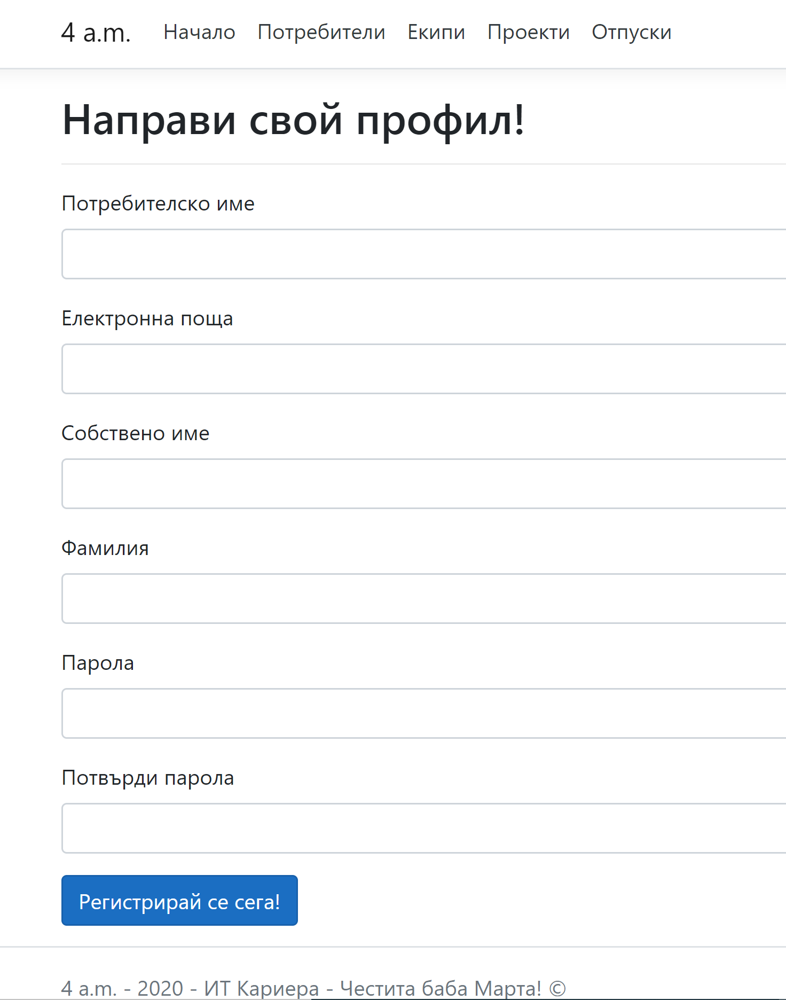 4 a.m. Начало Потребители Екипи Проекти Отпуски
Направи свой профил!
Потребителско име
Електронна поща
Собствено име
Фамилия
Парола
Потвърди парола
Регистрирай се сега!
4 a.m. - 2020 - ИТ Кариера - Честита баба Марта! ©